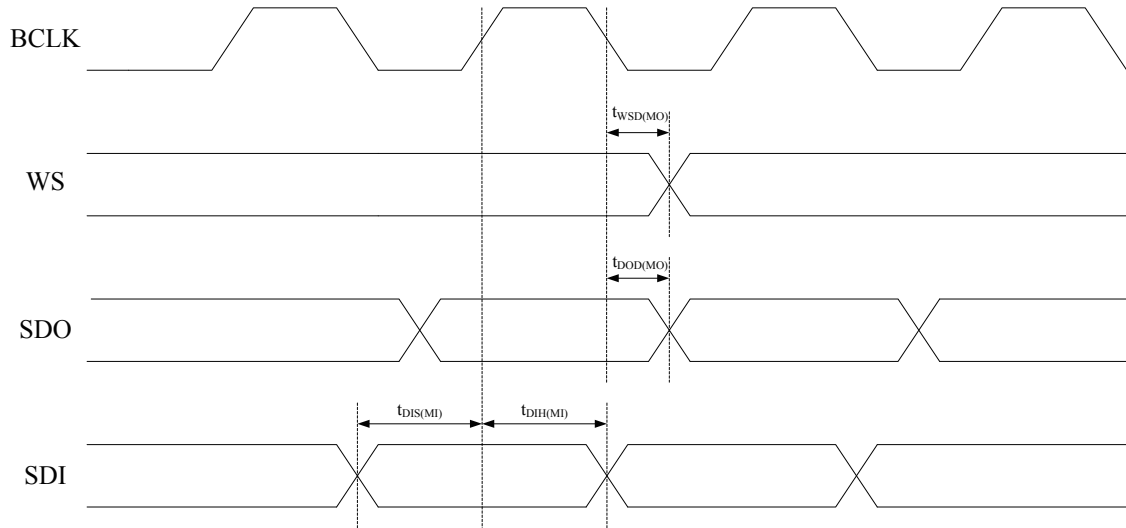 BCLK
tWSD(MO)
WS
tDOD(MO)
SDO
tDIS(MI) tDIH(MI)
SDI